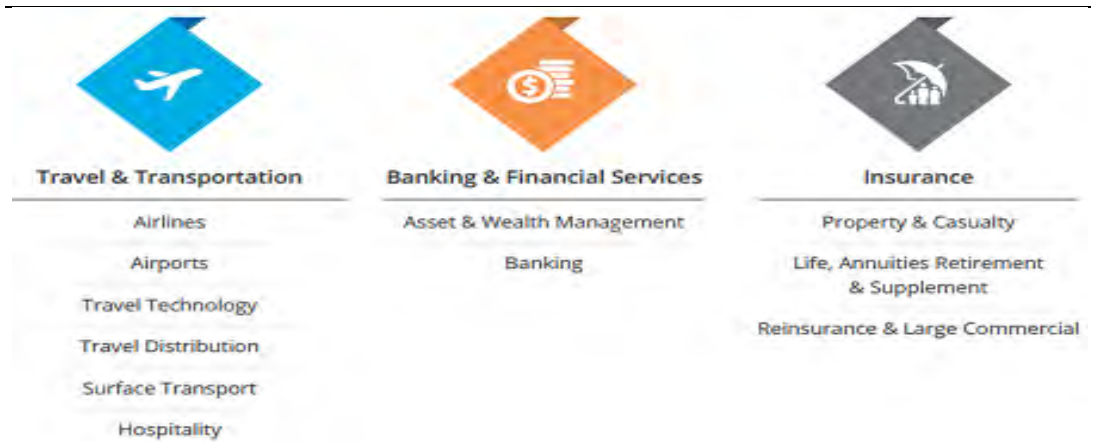 Travel & Transportation
Airlines
Airports
Travel Technology
Travel Distribution
Surface Transport
Hospitality
Banking & Financial Services
Asset & Wealth Management
Banking
Insurance
Property & Casualty
Life, Annuities Retirement
& Supplement
Reinsurance & Large Commercial